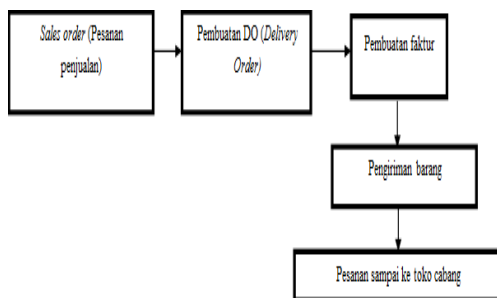 Sales order (Pesanan
penjualan)
Pembuatan DO (Delivery
Order)
Pembuatan faktur
Pengiriman barang
Pesanan sampai ke toko cabang